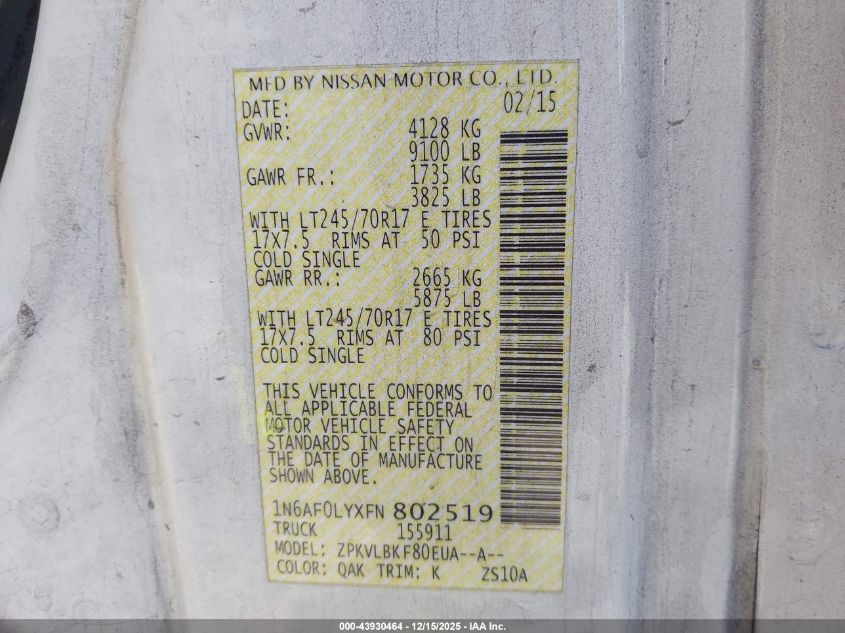 MFD BY NISSAN MOTOR CO., LTD.
DATE: 02/15
GVWR: 4128 KG
9100 LB
GAWR FR.: 1735 KG
3825 LB
WITH LT245/70R17 E TIRES
17X7.5 RIMS AT 50 PSI
COLD SINGLE
GAWR RR.: 2665 KG
5875 LB
WITH LT245/70R17 E TIRES
17X7.5 RIMS AT 80 PSI
COLD SINGLE
THIS VEHICLE CONFORMS TO
ALL APPLICABLE FEDERAL
MOTOR VEHICLE SAFETY
STANDARDS IN EFFECT ON
THE DATE OF MANUFACTURE
SHOWN ABOVE.
1N6AF0LYXFN802519
TRUCK 155911
MODEL: ZPKVLBKF80EUA--A--
COLOR: QAK TRIM: K ZS10A
000-43930464 - 12/15/2025 - IAA Inc.